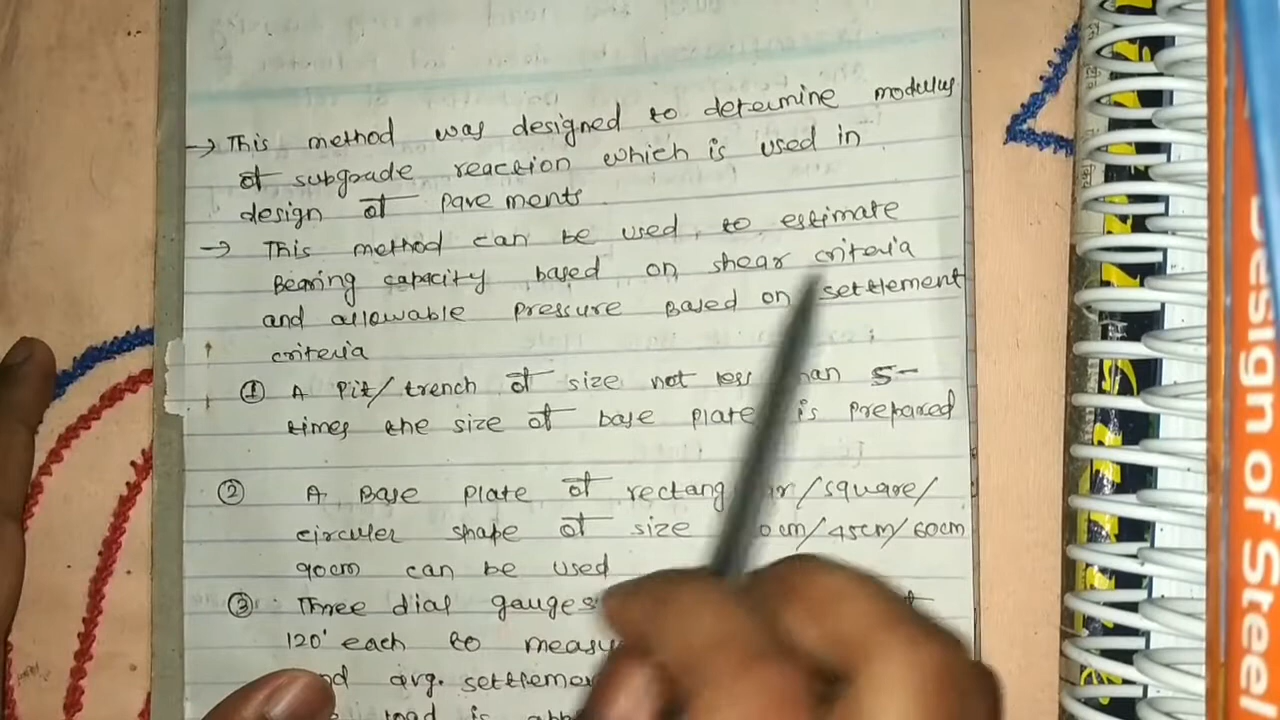 → This method was designed to determine modulus
of subgrade reaction which is used in
design of Pavements
→ This method can be used to estimate
Bearing capacity based on shear criteria
and allowable Pressure Based on settlement
criteria
① A Pit/trench of size not less than 5-
times the size of base plate is Prepared
② A Base Plate of rectangular/square/
circuler shape of size 0cm/45cm/60cm
90cm can be used
③ Three dial gauges
120° each to measu
nd avg. settlemen
load is
Design of Steel